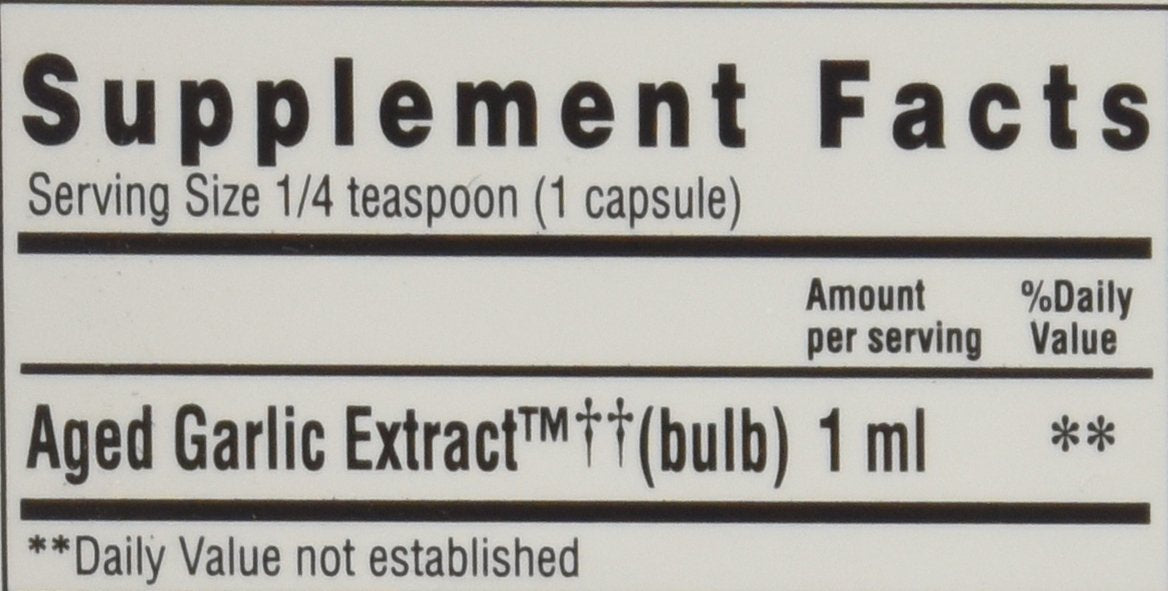 Supplement Facts
Serving Size 1/4 teaspoon (1 capsule)
Amount per serving %Daily Value
Aged Garlic Extract™††(bulb) 1 ml **
**Daily Value not established